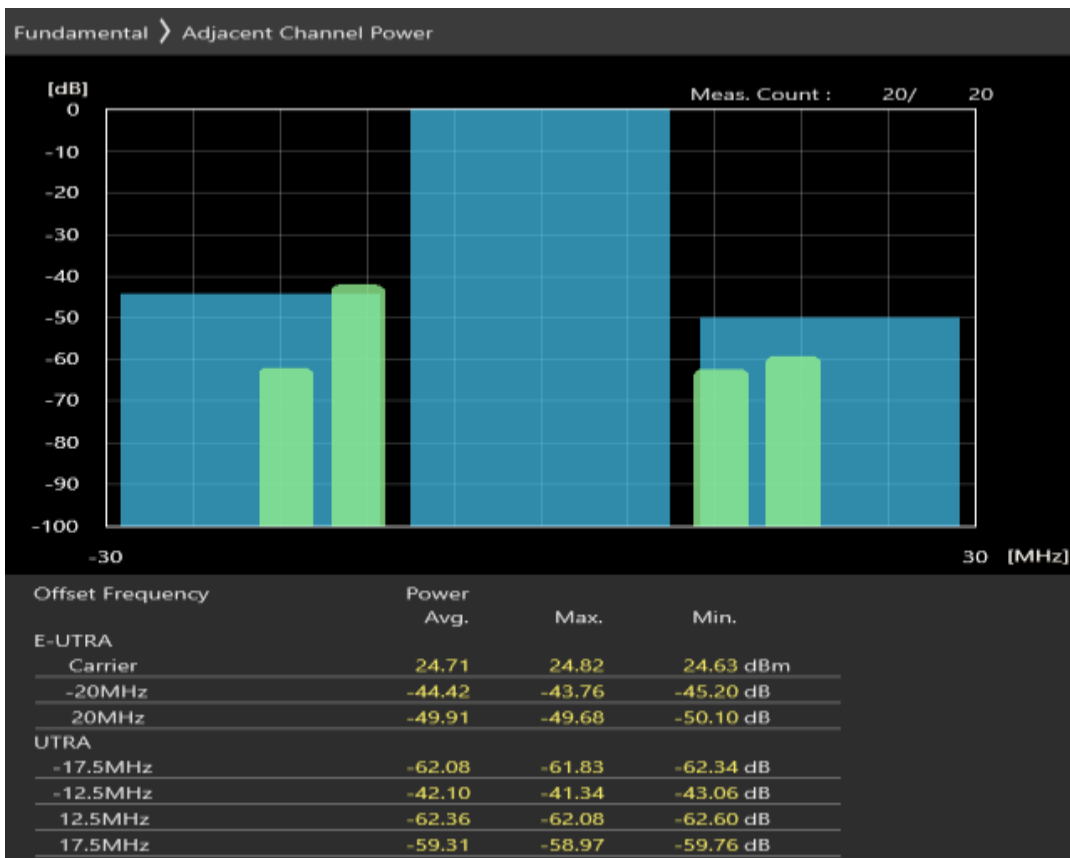 Fundamental 〉 Adjacent Channel Power
[dB]
Meas. Count : 20/ 20
0
-10
-20
-30
-40
-50
-60
-70
-80
-90
-100
-30 30 [MHz]
Offset Frequency Power
Avg. Max. Min.
E-UTRA
Carrier 24.71 24.82 24.63 dBm
-20MHz -44.42 -43.76 -45.20 dB
20MHz -49.91 -49.68 -50.10 dB
UTRA
-17.5MHz -62.08 -61.83 -62.34 dB
-12.5MHz -42.10 -41.34 -43.06 dB
12.5MHz -62.36 -62.08 -62.60 dB
17.5MHz -59.31 -58.97 -59.76 dB